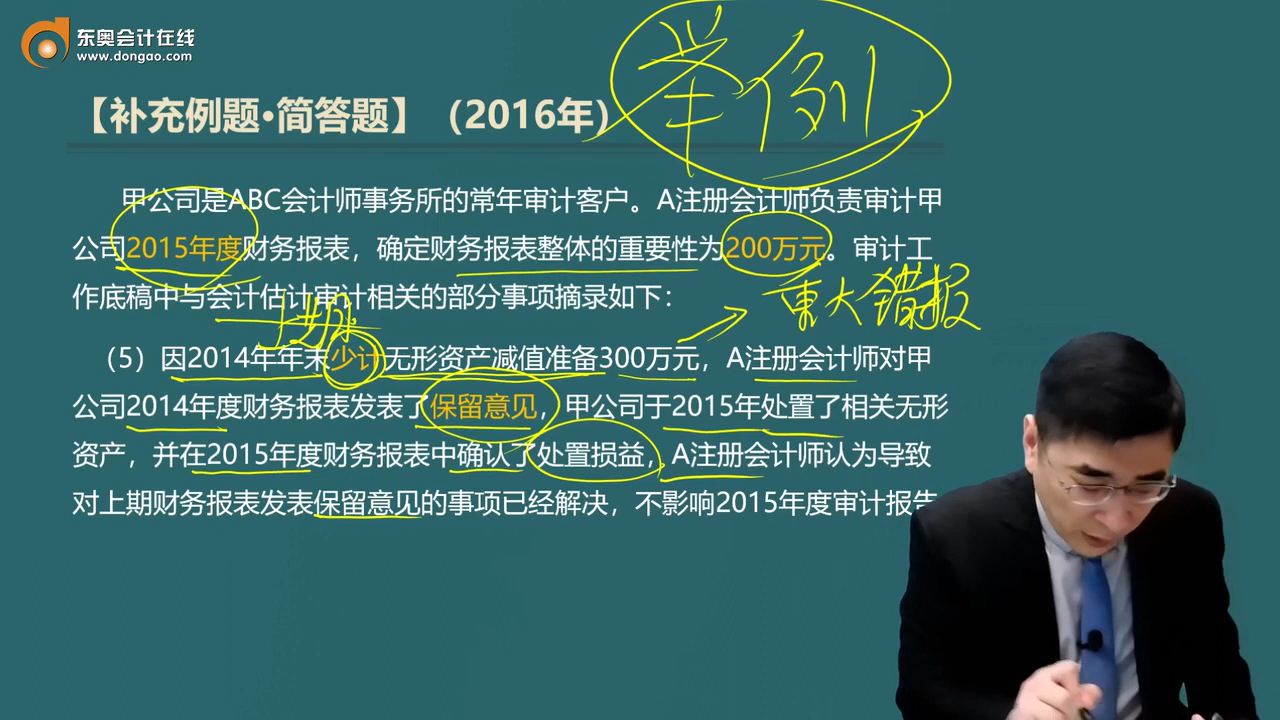 东奥会计在线
www.dongao.com
【补充例题•简答题】（2016年）
举例
甲公司是ABC会计师事务所的常年审计客户。A注册会计师负责审计甲
公司2015年度财务报表，确定财务报表整体的重要性为200万元。审计工
作底稿中与会计估计审计相关的部分事项摘录如下：
上期末
重大错报
（5）因2014年年末少计无形资产减值准备300万元，A注册会计师对甲
公司2014年度财务报表发表了保留意见，甲公司于2015年处置了相关无形
资产，并在2015年度财务报表中确认了处置损益，A注册会计师认为导致
对上期财务报表发表保留意见的事项已经解决，不影响2015年度审计报告